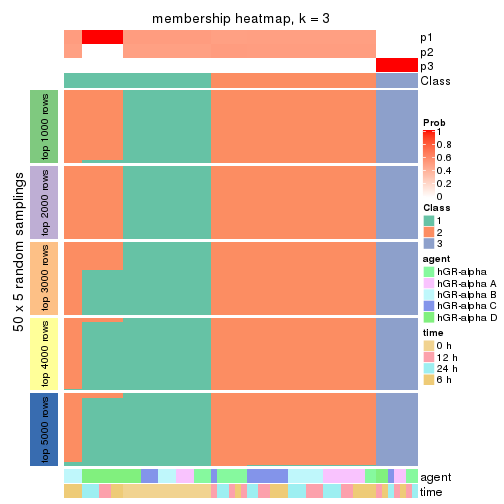 membership heatmap, k = 3
p1
p2
p3
Class
50 x 5 random samplings
top 1000 rows
top 2000 rows
top 3000 rows
top 4000 rows
top 5000 rows
agent
time
Prob
1
0.8
0.6
0.4
0.2
0
Class
1
2
3
agent
hGR-alpha
hGR-alpha A
hGR-alpha B
hGR-alpha C
hGR-alpha D
time
0 h
12 h
24 h
6 h